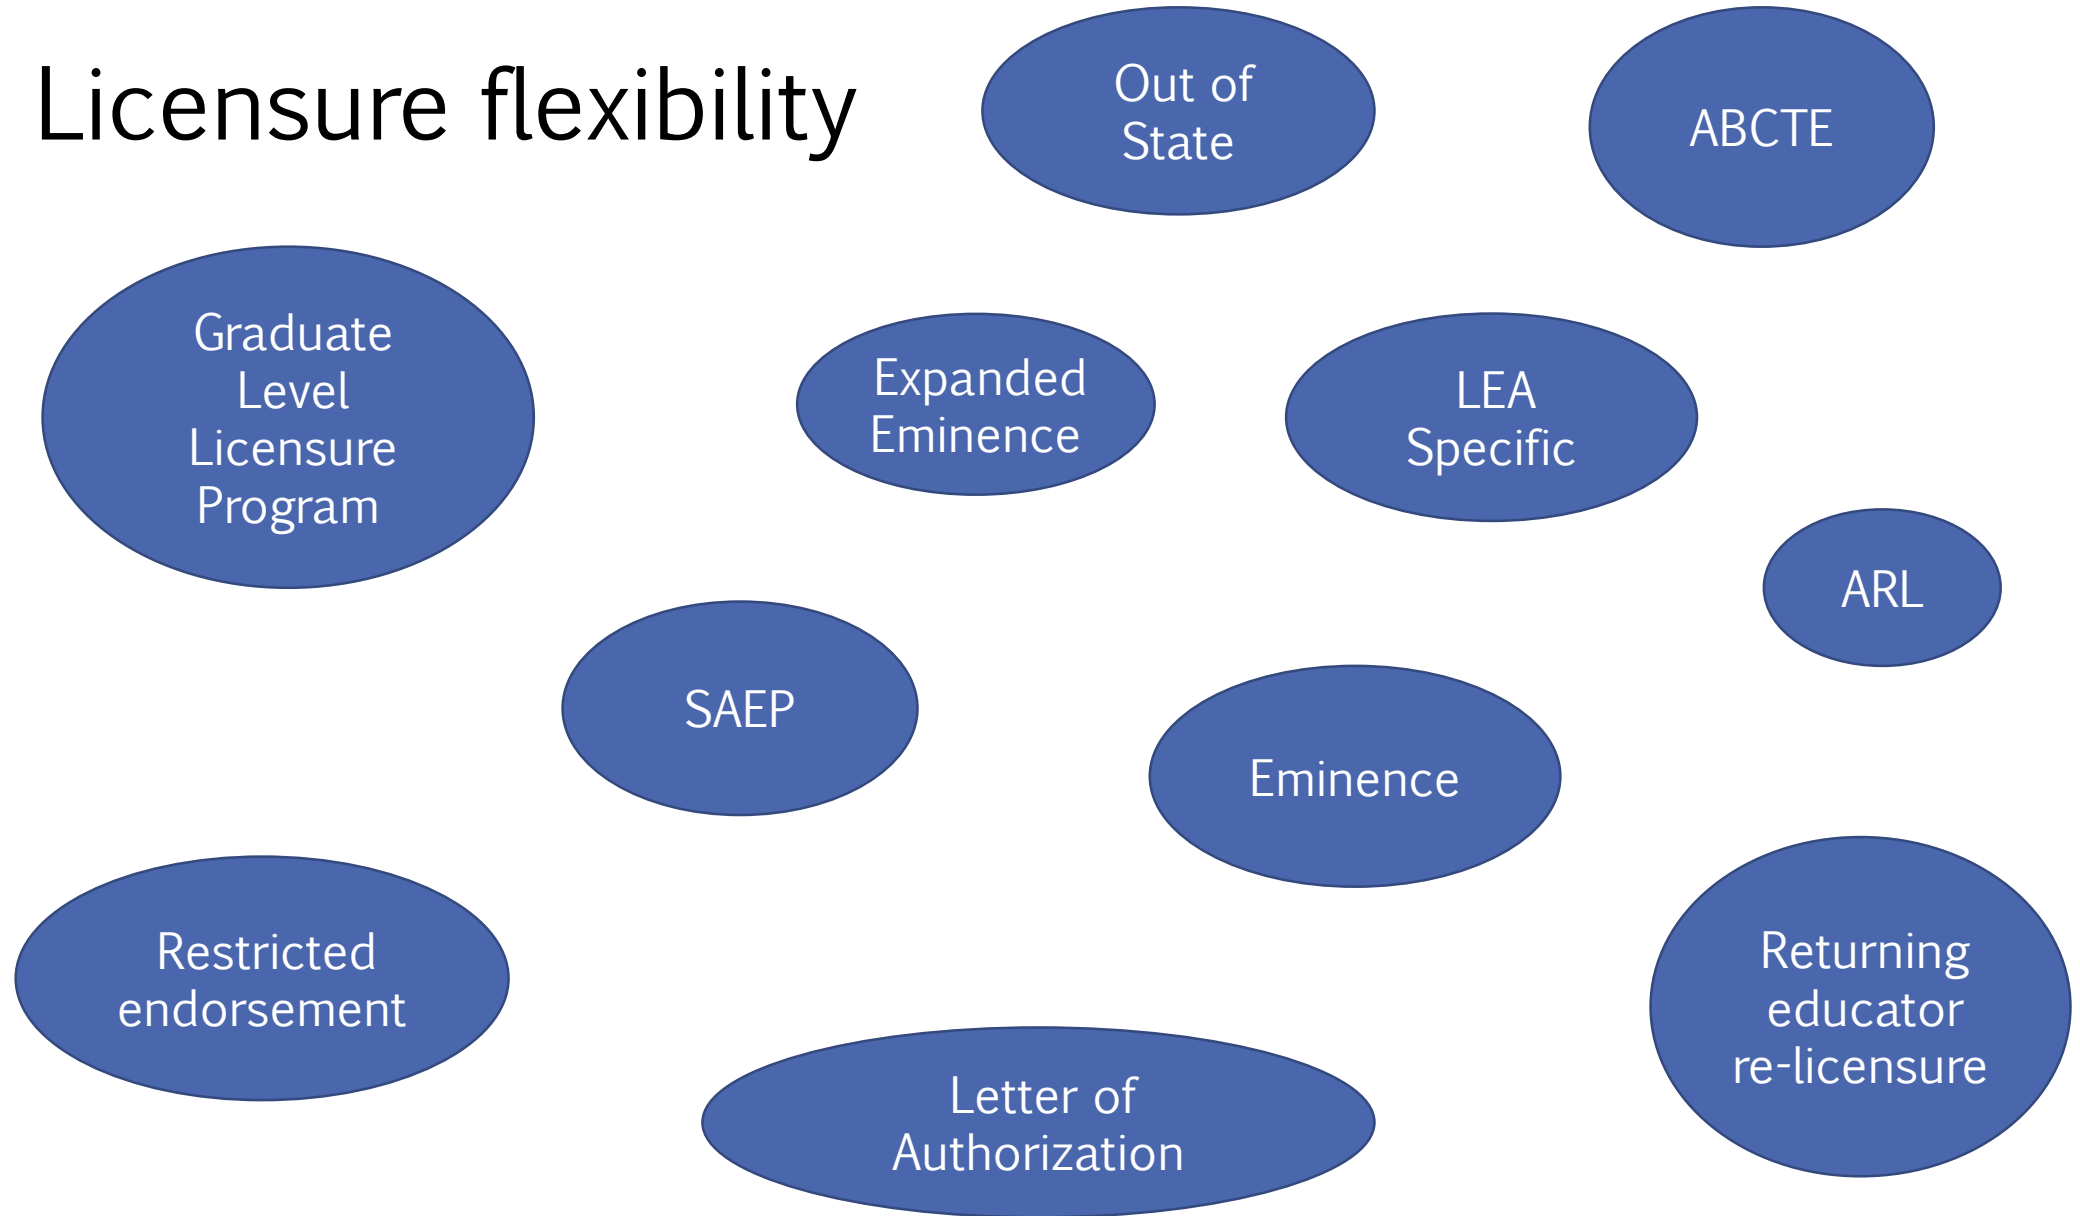 Licensure flexibility
Out of
State
ABCTE
Graduate
Level
Licensure
Program
Expanded
Eminence
LEA
Specific
ARL
SAEP
Eminence
Restricted
endorsement
Returning
educator
re-licensure
Letter of
Authorization